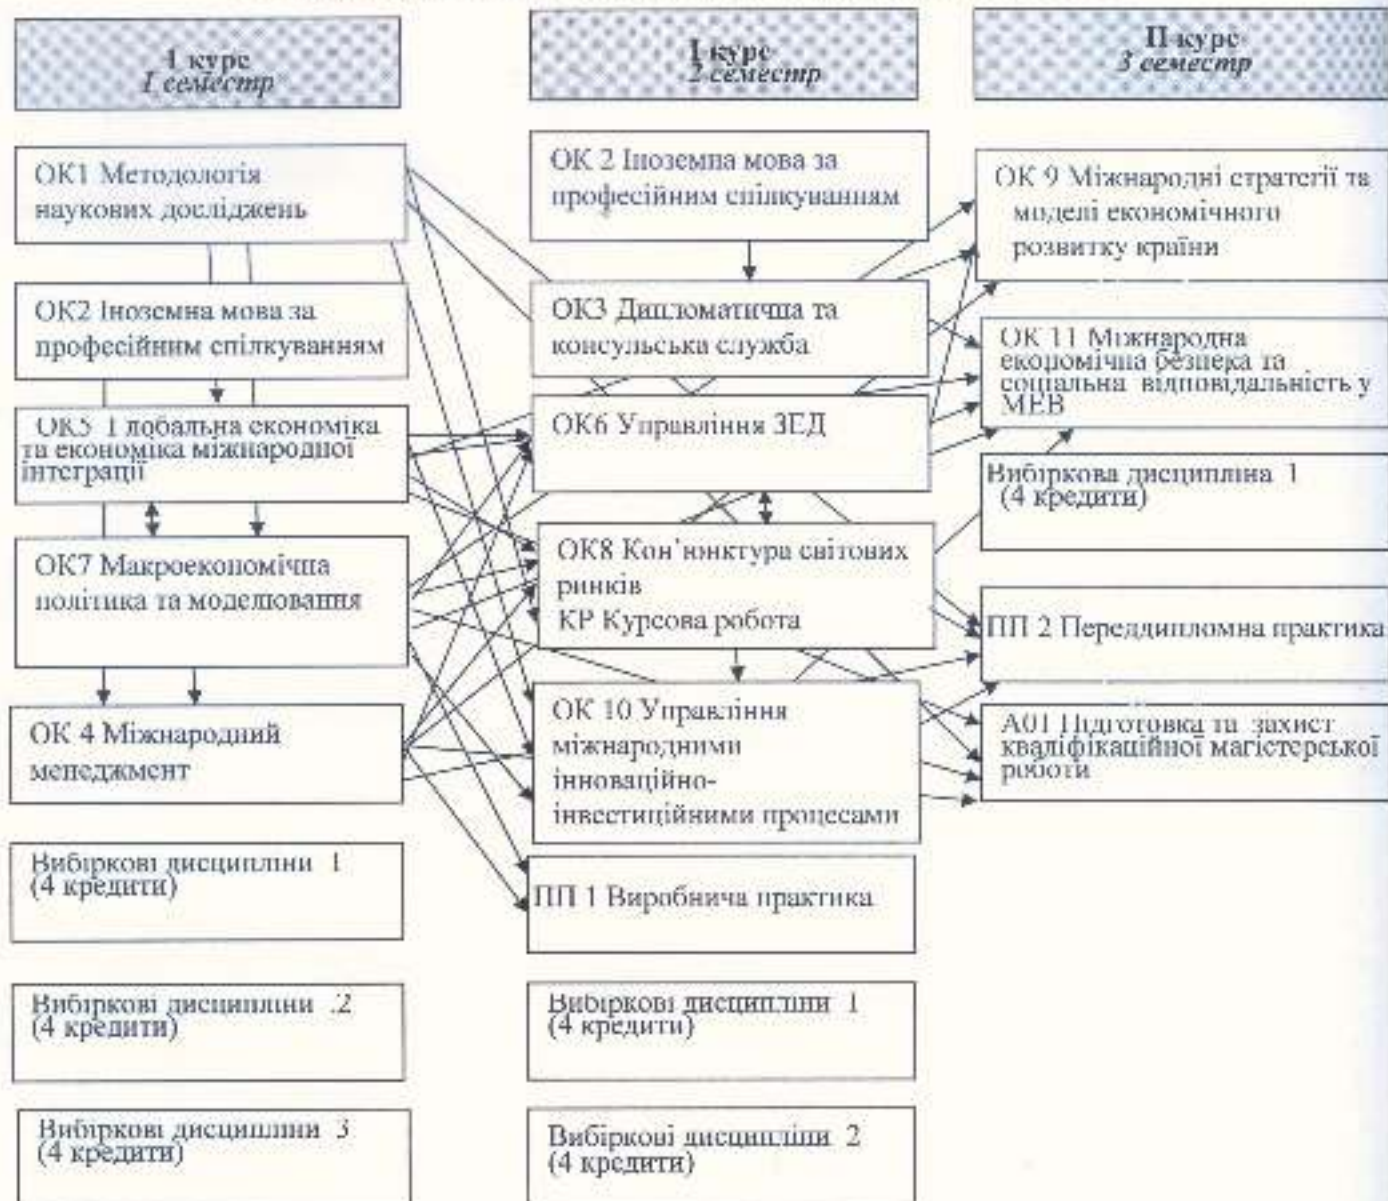 I курс
1 семестр
ОК1 Методологія
наукових досліджень
ОК2 Іноземна мова за
професійним спілкуванням
ОК5 Глобальна економіка
та економіка міжнародної
інтеграції
ОК7 Макроекономічна
політика та моделювання
ОК 4 Міжнародний
менеджмент
Вибіркові дисципліни 1
(4 кредити)
Вибіркові дисципліни .2
(4 кредити)
Вибіркові дисципліни 3
(4 кредити)
I курс
2 семестр
ОК 2 Іноземна мова за
професійним спілкуванням
ОК3 Дипломатична та
консульська служба
ОК6 Управління ЗЕД
ОК8 Кон’юнктура світових
ринків
КР Курсова робота
ОК 10 Управління
міжнародними
інноваційно-
інвестиційними процесами
ПП 1 Виробнича практика
Вибіркові дисципліни 1
(4 кредити)
Вибіркові дисципліни 2
(4 кредити)
II курс
3 семестр
ОК 9 Міжнародні стратегії та
моделі економічного
розвитку країни
ОК 11 Міжнародна
економічна безпека та
соціальна відповідальність у
МЕВ
Вибіркова дисципліна 1
(4 кредити)
ПП 2 Переддипломна практика
А01 Підготовка та захист
кваліфікаційної магістерської
роботи